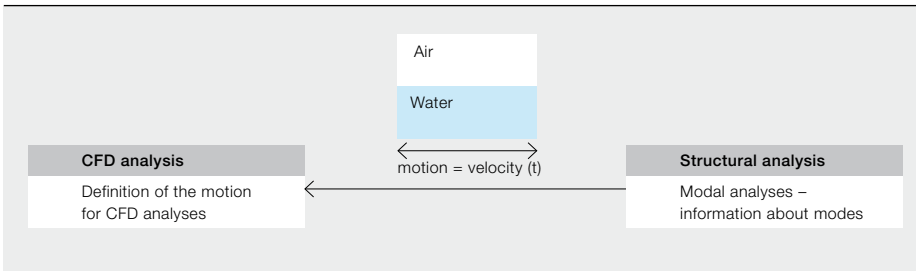 Air
Water
motion = velocity (t)
CFD analysis
Definition of the motion
for CFD analyses
Structural analysis
Modal analyses –
information about modes